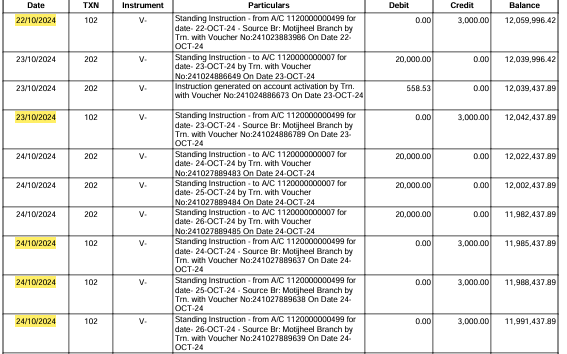 Date TXN Instrument Particulars Debit Credit Balance
22/10/2024 102 V- Standing Instruction - from A/C 1120000000499 for 0.00 3,000.00 12,059,996.42
date- 22-OCT-24 - Source Br: Motijheel Branch by
Trn. with Voucher No:241023883986 On Date 22-
OCT-24
23/10/2024 202 V- Standing Instruction - to A/C 1120000000007 for 20,000.00 0.00 12,039,996.42
date- 23-OCT-24 by Trn. with Voucher
No:241024886649 On Date 23-OCT-24
23/10/2024 202 V- Instruction generated on account activation by Trn. 558.53 0.00 12,039,437.89
with Voucher No:241024886673 On Date 23-OCT-24
23/10/2024 102 V- Standing Instruction - from A/C 1120000000499 for 0.00 3,000.00 12,042,437.89
date- 23-OCT-24 - Source Br: Motijheel Branch by
Trn. with Voucher No:241024886789 On Date 23-
OCT-24
24/10/2024 202 V- Standing Instruction - to A/C 1120000000007 for 20,000.00 0.00 12,022,437.89
date- 24-OCT-24 by Trn. with Voucher
No:241027889483 On Date 24-OCT-24
24/10/2024 202 V- Standing Instruction - to A/C 1120000000007 for 20,000.00 0.00 12,002,437.89
date- 25-OCT-24 by Trn. with Voucher
No:241027889484 On Date 24-OCT-24
24/10/2024 202 V- Standing Instruction - to A/C 1120000000007 for 20,000.00 0.00 11,982,437.89
date- 26-OCT-24 by Trn. with Voucher
No:241027889485 On Date 24-OCT-24
24/10/2024 102 V- Standing Instruction - from A/C 1120000000499 for 0.00 3,000.00 11,985,437.89
date- 24-OCT-24 - Source Br: Motijheel Branch by
Trn. with Voucher No:241027889637 On Date 24-
OCT-24
24/10/2024 102 V- Standing Instruction - from A/C 1120000000499 for 0.00 3,000.00 11,988,437.89
date- 25-OCT-24 - Source Br: Motijheel Branch by
Trn. with Voucher No:241027889638 On Date 24-
OCT-24
24/10/2024 102 V- Standing Instruction - from A/C 1120000000499 for 0.00 3,000.00 11,991,437.89
date- 26-OCT-24 - Source Br: Motijheel Branch by
Trn. with Voucher No:241027889639 On Date 24-
OCT-24